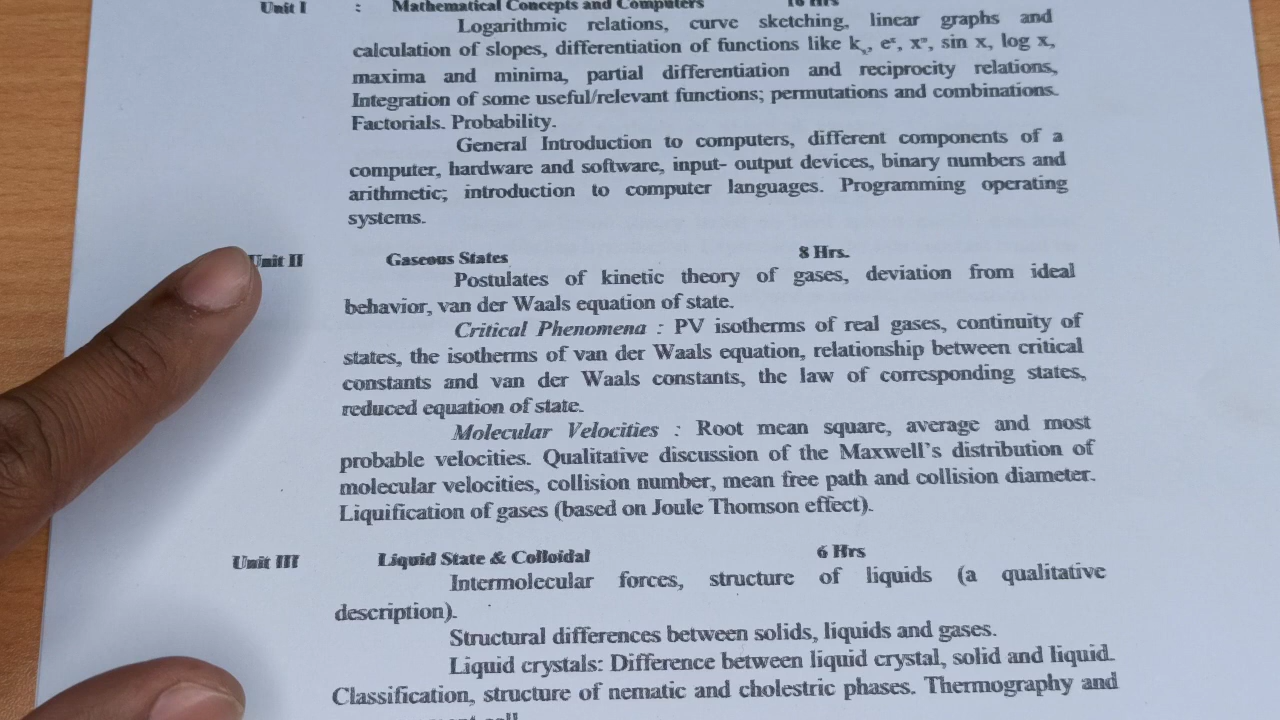 Unit I : Mathematical Concepts and Computers 16 Hrs
Logarithmic relations, curve sketching, linear graphs and
calculation of slopes, differentiation of functions like kₓ, eˣ, xⁿ, sin x, log x,
maxima and minima, partial differentiation and reciprocity relations,
Integration of some useful/relevant functions; permutations and combinations.
Factorials. Probability.
General Introduction to computers, different components of a
computer, hardware and software, input- output devices, binary numbers and
arithmetic; introduction to computer languages. Programming operating
systems.
Unit II Gaseous States 8 Hrs.
Postulates of kinetic theory of gases, deviation from ideal
behavior, van der Waals equation of state.
Critical Phenomena : PV isotherms of real gases, continuity of
states, the isotherms of van der Waals equation, relationship between critical
constants and van der Waals constants, the law of corresponding states,
reduced equation of state.
Molecular Velocities : Root mean square, average and most
probable velocities. Qualitative discussion of the Maxwell's distribution of
molecular velocities, collision number, mean free path and collision diameter.
Liquification of gases (based on Joule Thomson effect).
Unit III Liquid State & Colloidal 6 Hrs
Intermolecular forces, structure of liquids (a qualitative
description).
Structural differences between solids, liquids and gases.
Liquid crystals: Difference between liquid crystal, solid and liquid.
Classification, structure of nematic and cholestric phases. Thermography and